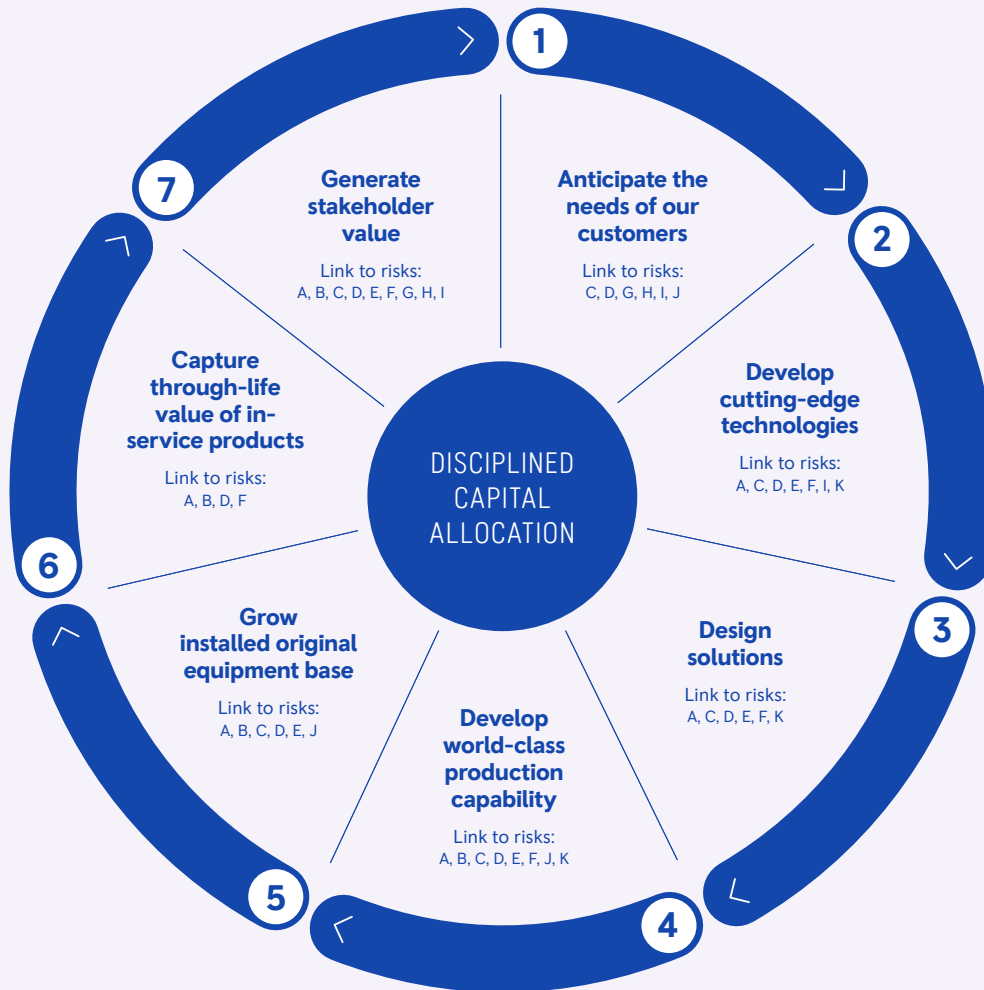 1
Anticipate the
needs of our
customers
Link to risks:
C, D, G, H, I, J
2
Develop
cutting-edge
technologies
Link to risks:
A, C, D, E, F, I, K
3
Design
solutions
Link to risks:
A, C, D, E, F, K
4
Develop
world-class
production
capability
Link to risks:
A, B, C, D, E, F, J, K
5
Grow
installed original
equipment base
Link to risks:
A, B, C, D, E, J
6
Capture
through-life
value of in-
service products
Link to risks:
A, B, D, F
7
Generate
stakeholder
value
Link to risks:
A, B, C, D, E, F, G, H, I
DISCIPLINED
CAPITAL
ALLOCATION